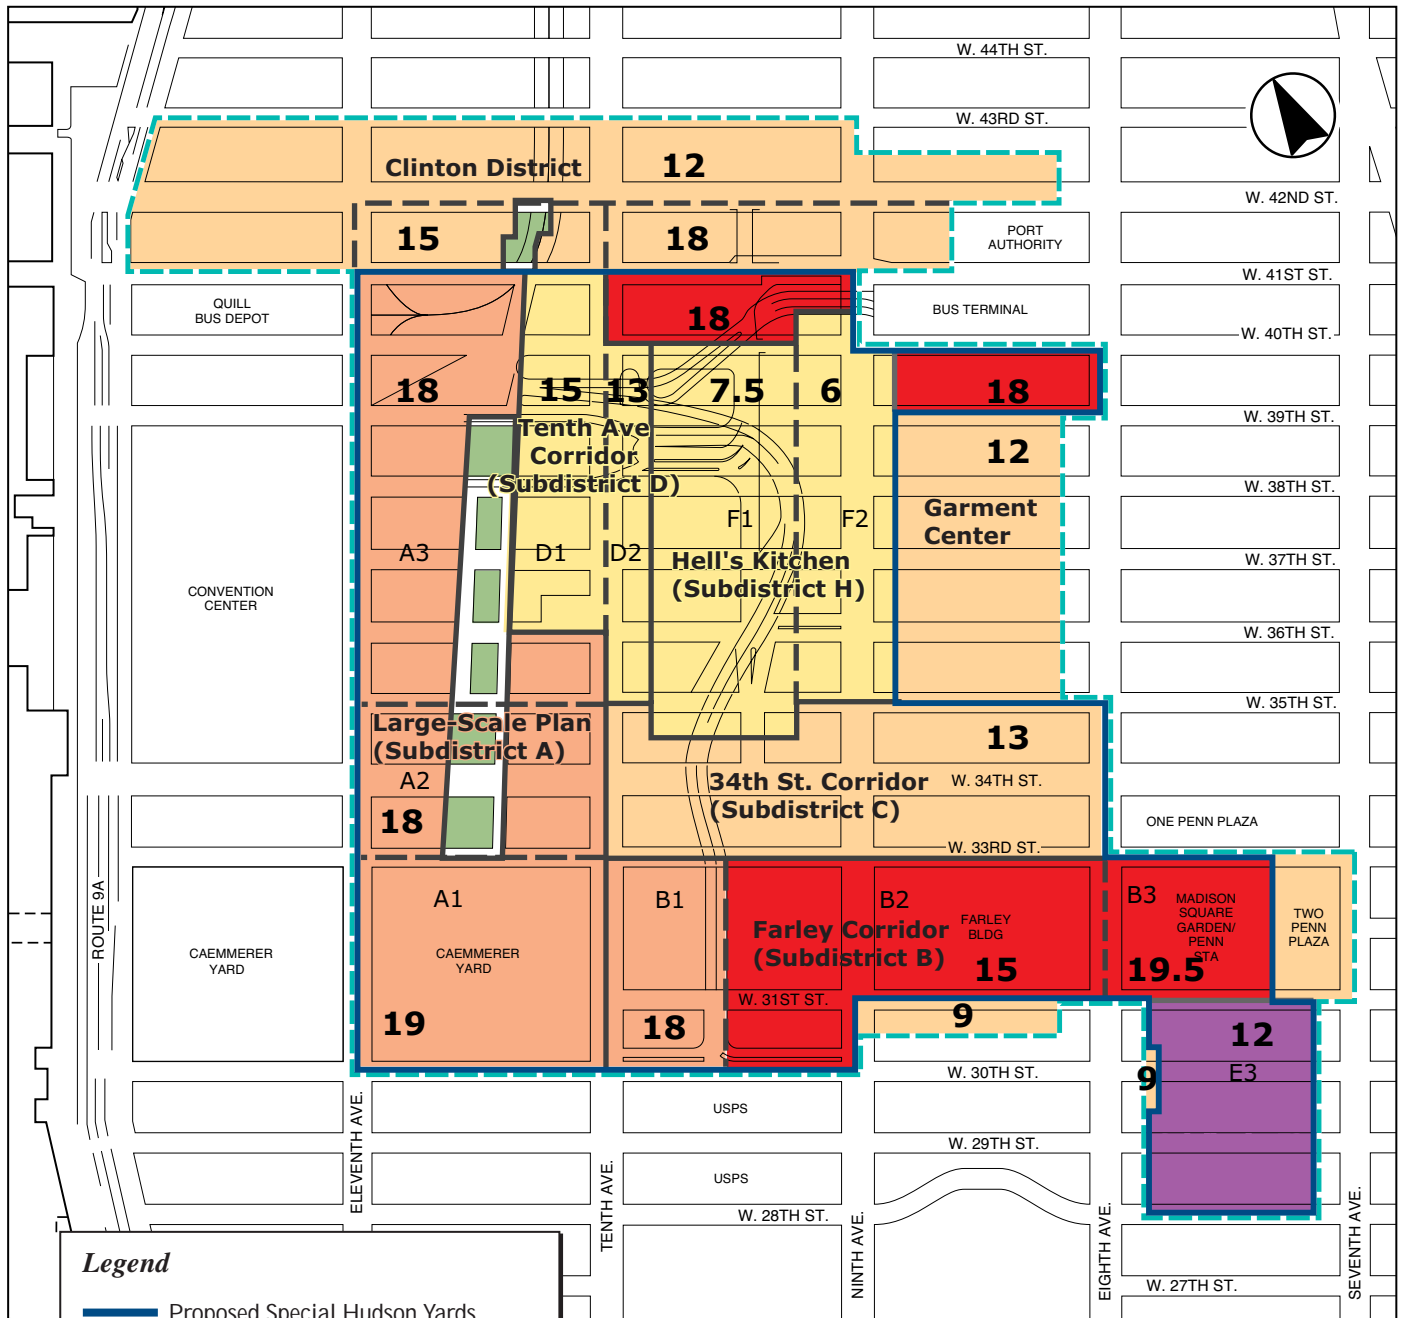 W. 44TH ST.
W. 43RD ST.
Clinton District
12
W. 42ND ST.
15
18
PORT
AUTHORITY
W. 41ST ST.
QUILL
BUS DEPOT
18
BUS TERMINAL
W. 40TH ST.
18
15
13
7.5
6
18
W. 39TH ST.
Tenth Ave
Corridor
(Subdistrict D)
12
W. 38TH ST.
Garment
Center
F1
F2
A3
D1
D2
Hell's Kitchen
(Subdistrict H)
W. 37TH ST.
CONVENTION
CENTER
W. 36TH ST.
W. 35TH ST.
Large-Scale Plan
(Subdistrict A)
13
A2
34th St. Corridor
(Subdistrict C)
W. 34TH ST.
18
ONE PENN PLAZA
W. 33RD ST.
A1
B1
B2
B3
MADISON
SQUARE
GARDEN/
PENN
STA
TWO
PENN
PLAZA
ROUTE 9A
CAEMMERER
YARD
CAEMMERER
YARD
Farley Corridor
(Subdistrict B)
FARLEY
BLDG
15
19.5
W. 31ST ST.
19
18
9
12
W. 30TH ST.
9
E3
USPS
W. 29TH ST.
USPS
W. 28TH ST.
ELEVENTH AVE.
TENTH AVE.
NINTH AVE.
EIGHTH AVE.
SEVENTH AVE.
W. 27TH ST.
Legend
Proposed Special Hudson Yards